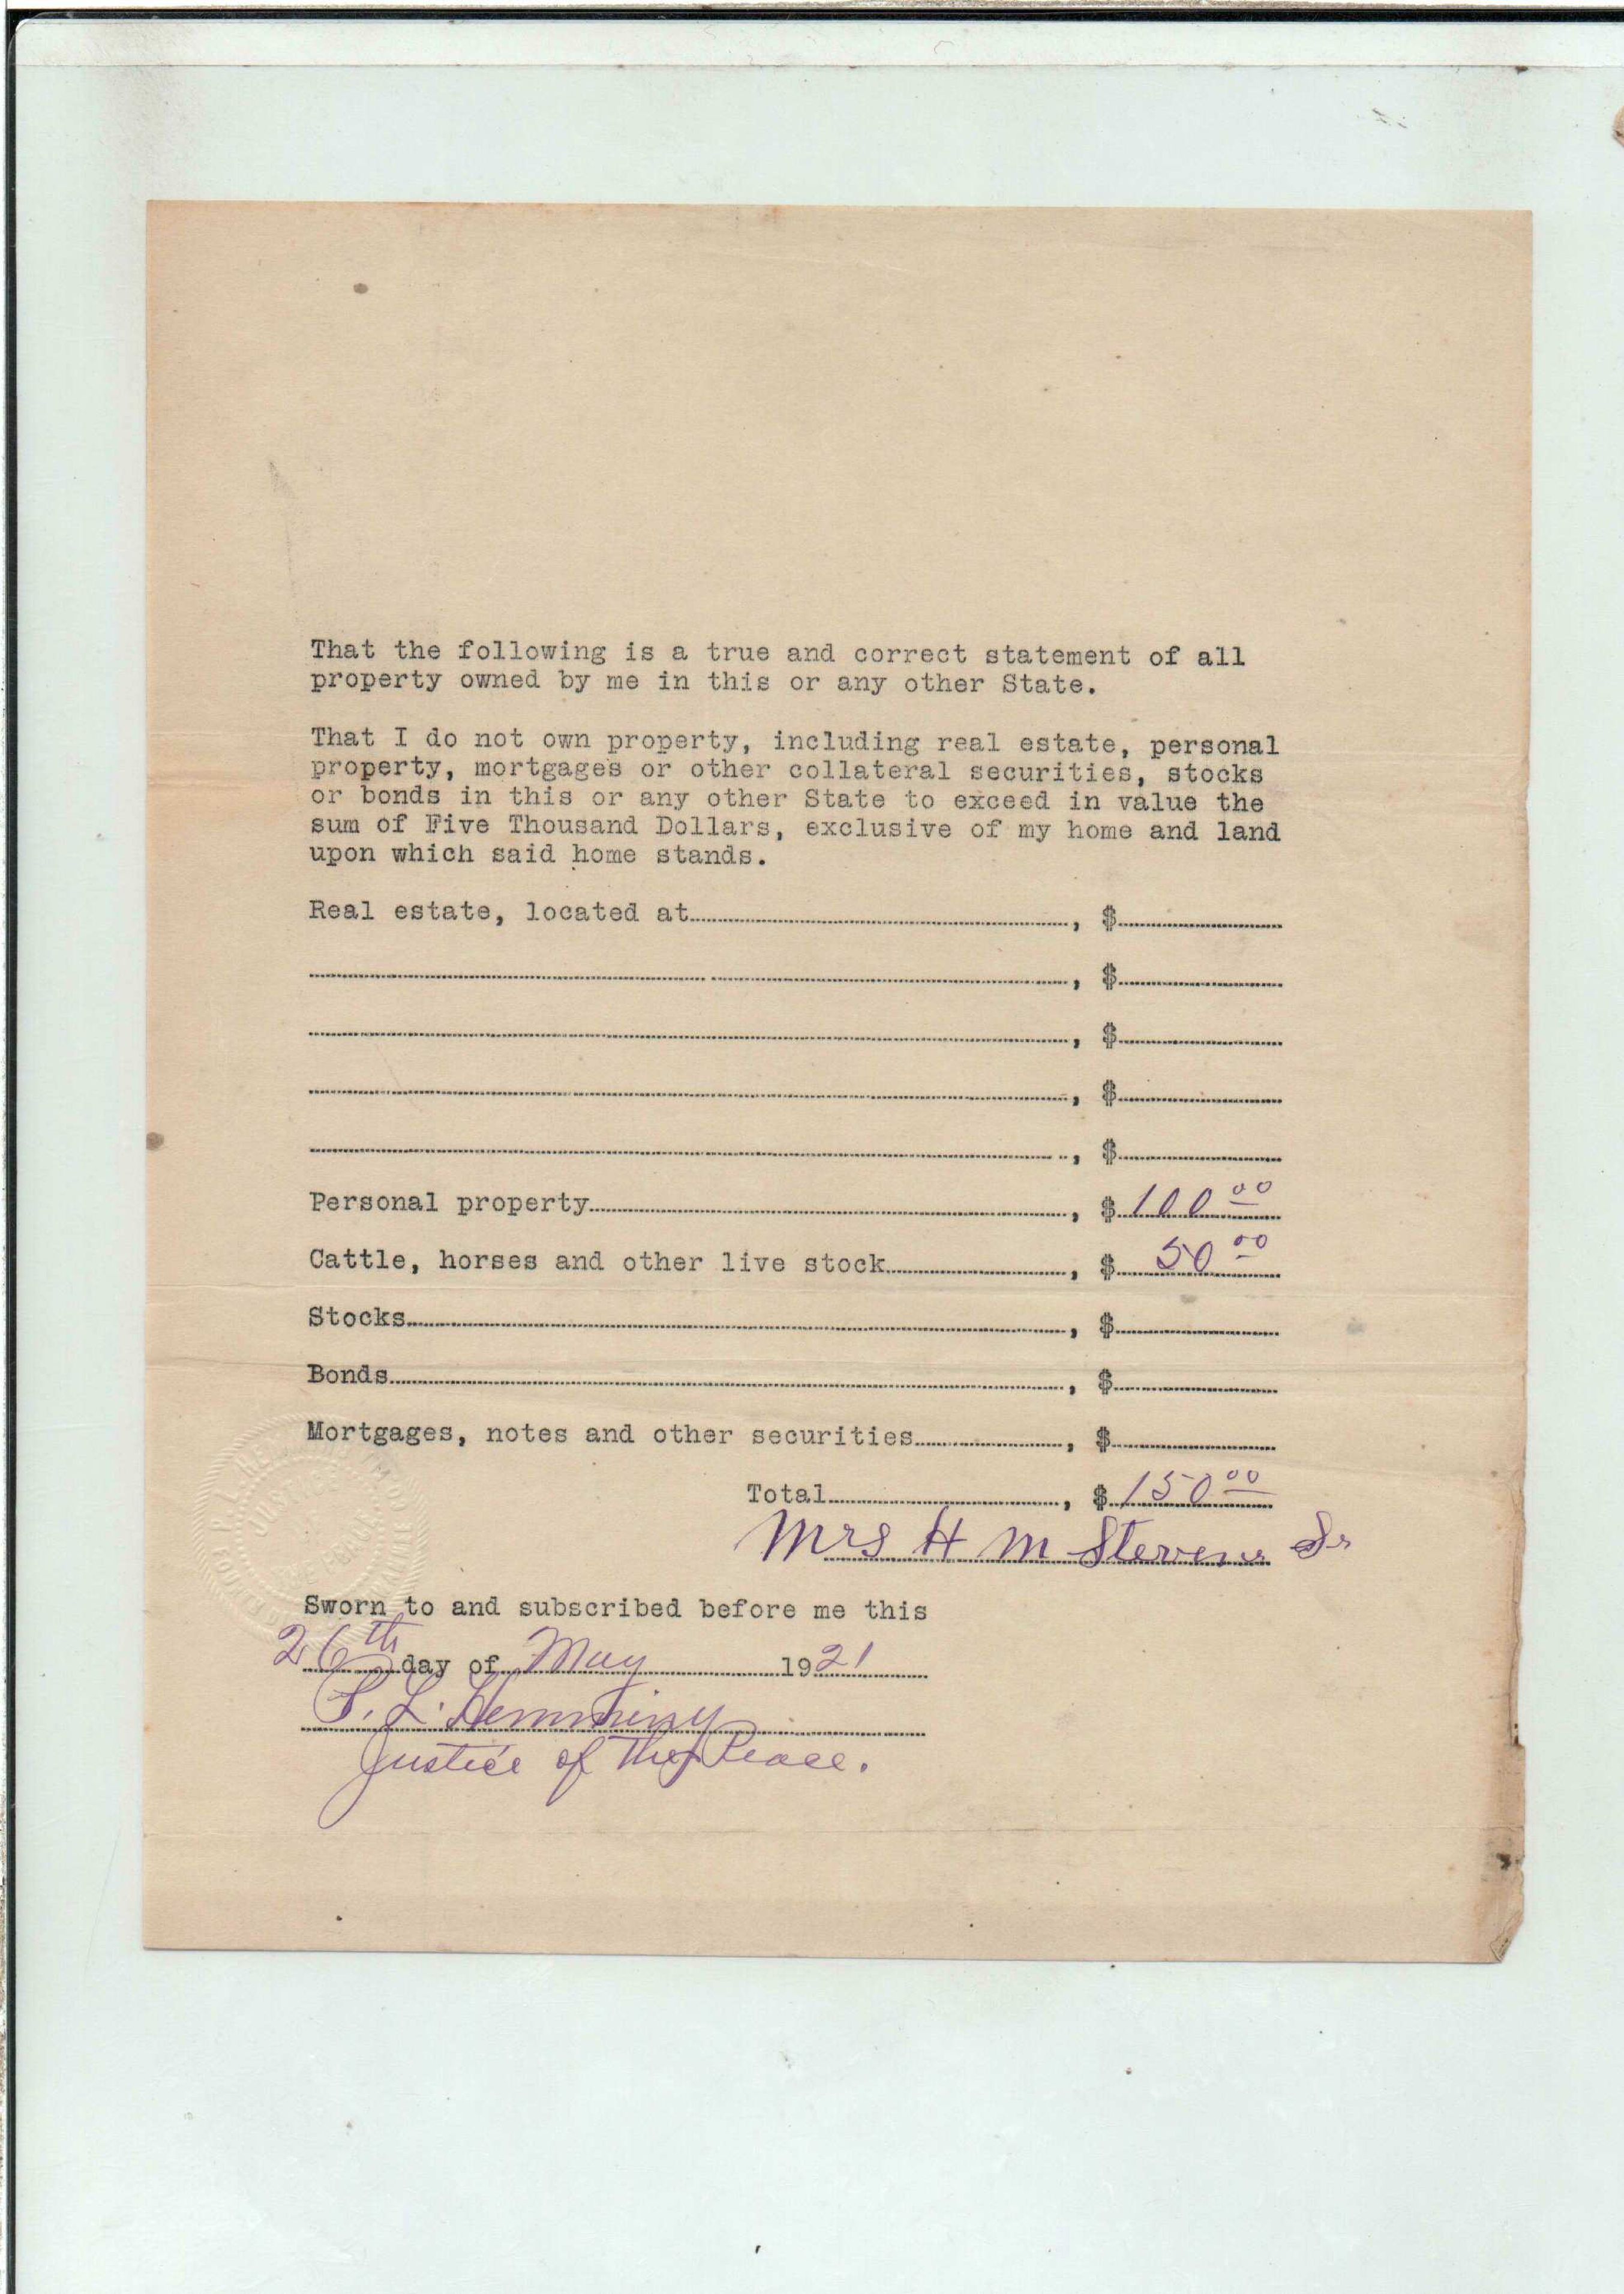 That the following is a true and correct statement of all
property owned by me in this or any other State.
That I do not own property, including real estate, personal
property, mortgages or other collateral securities, stocks
or bonds in this or any other State to exceed in value the
sum of Five Thousand Dollars, exclusive of my home and land
upon which said home stands.
Real estate, located at........, $........
........, $........
........, $........
........, $........
........, $........
Personal property........, $ 100 00
Cattle, horses and other live stock........, $ 50 00
Stocks........, $........
Bonds........, $........
Mortgages, notes and other securities........, $........
Total........, $ 150 00
Mrs H M Stevens Sr
Sworn to and subscribed before me this
26th day of May 1921
L. Hemming
Justice of the Peace.